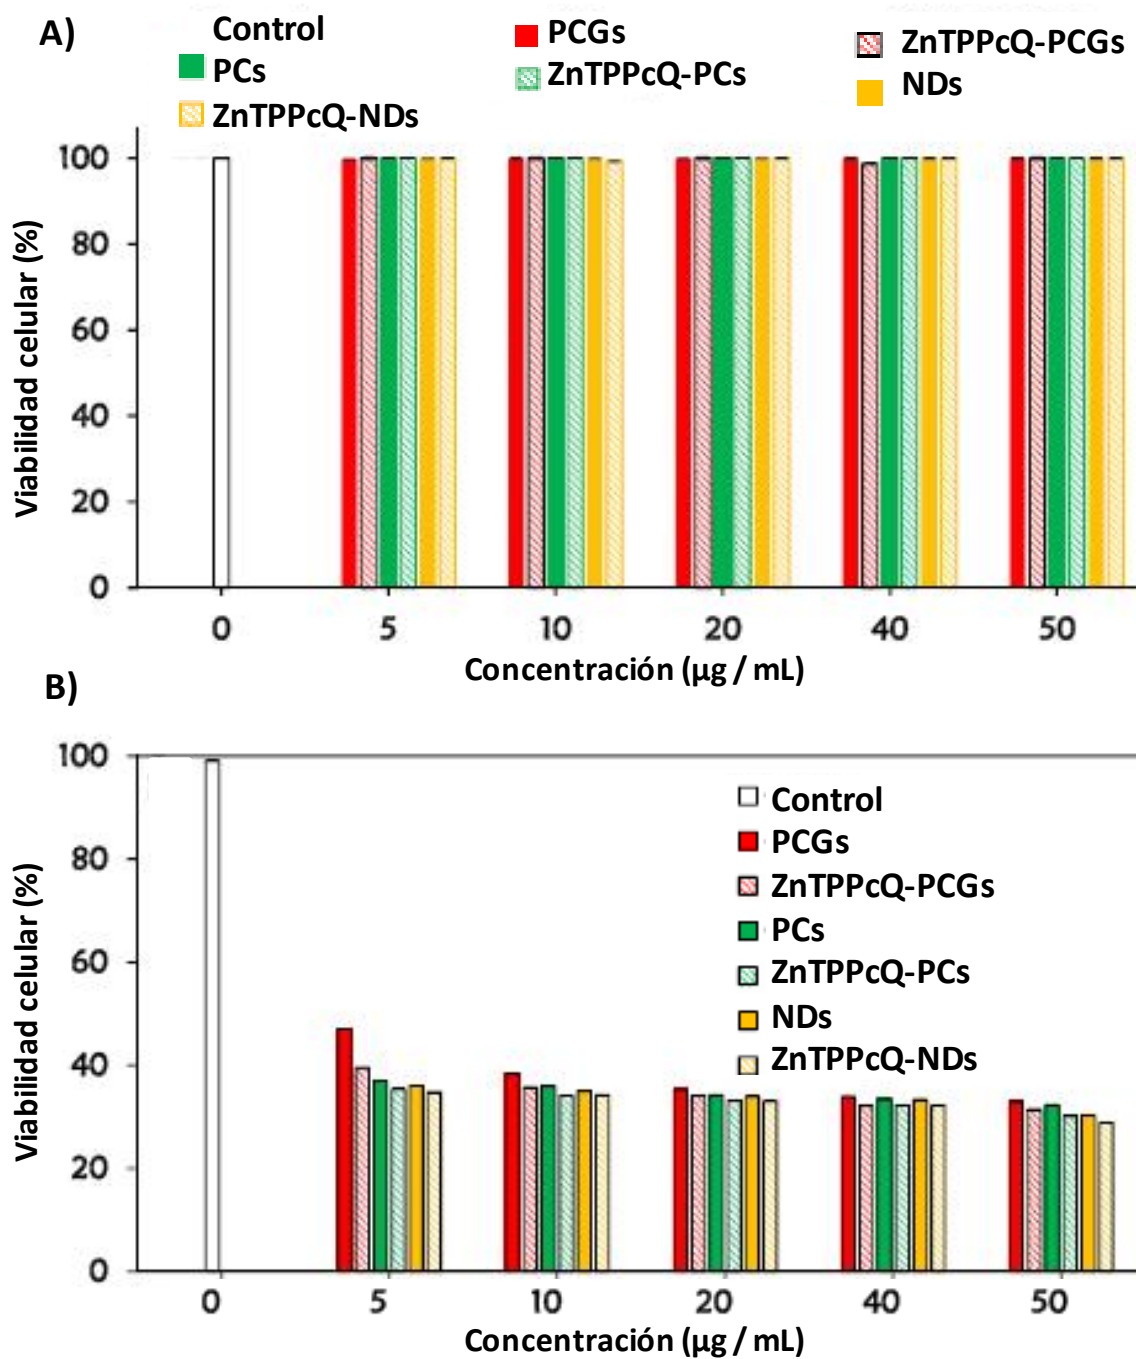 A)
Control
PCGs
ZnTPPcQ-PCGs
PCs
ZnTPPcQ-PCs
NDs
ZnTPPcQ-NDs
Viabilidad celular (%)
100
80
60
40
20
0
0 5 10 20 40 50
Concentración (µg / mL)
B)
Viabilidad celular (%)
100
80
60
40
20
0
Control
PCGs
ZnTPPcQ-PCGs
PCs
ZnTPPcQ-PCs
NDs
ZnTPPcQ-NDs
0 5 10 20 40 50
Concentración (µg / mL)